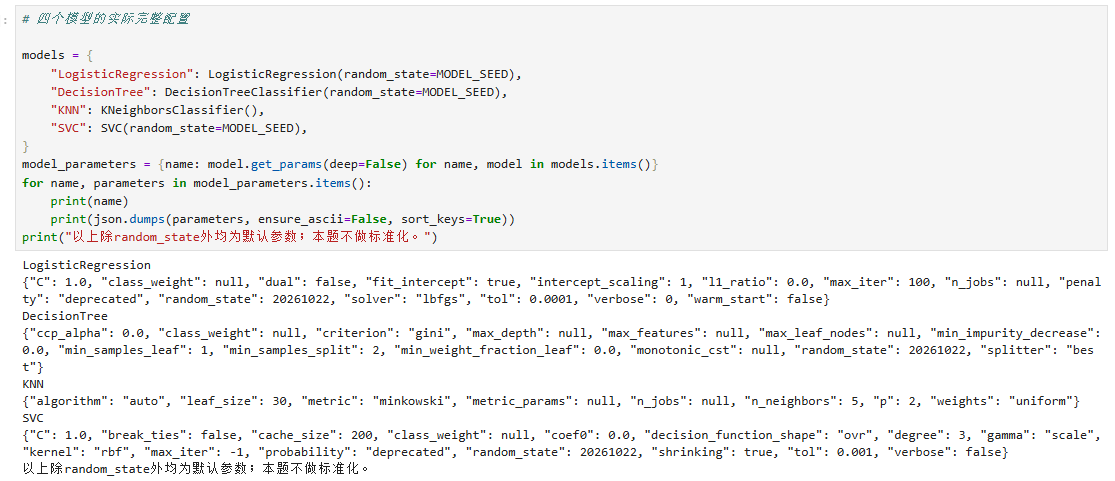 :
# 四个模型的实际完整配置
models = {
    "LogisticRegression": LogisticRegression(random_state=MODEL_SEED),
    "DecisionTree": DecisionTreeClassifier(random_state=MODEL_SEED),
    "KNN": KNeighborsClassifier(),
    "SVC": SVC(random_state=MODEL_SEED),
}
model_parameters = {name: model.get_params(deep=False) for name, model in models.items()}
for name, parameters in model_parameters.items():
    print(name)
    print(json.dumps(parameters, ensure_ascii=False, sort_keys=True))
print("以上除random_state外均为默认参数；本题不做标准化。")
LogisticRegression
{"C": 1.0, "class_weight": null, "dual": false, "fit_intercept": true, "intercept_scaling": 1, "l1_ratio": 0.0, "max_iter": 100, "n_jobs": null, "penal
ty": "deprecated", "random_state": 20261022, "solver": "lbfgs", "tol": 0.0001, "verbose": 0, "warm_start": false}
DecisionTree
{"ccp_alpha": 0.0, "class_weight": null, "criterion": "gini", "max_depth": null, "max_features": null, "max_leaf_nodes": null, "min_impurity_decrease":
0.0, "min_samples_leaf": 1, "min_samples_split": 2, "min_weight_fraction_leaf": 0.0, "monotonic_cst": null, "random_state": 20261022, "splitter": "bes
t"}
KNN
{"algorithm": "auto", "leaf_size": 30, "metric": "minkowski", "metric_params": null, "n_jobs": null, "n_neighbors": 5, "p": 2, "weights": "uniform"}
SVC
{"C": 1.0, "break_ties": false, "cache_size": 200, "class_weight": null, "coef0": 0.0, "decision_function_shape": "ovr", "degree": 3, "gamma": "scale",
"kernel": "rbf", "max_iter": -1, "probability": "deprecated", "random_state": 20261022, "shrinking": true, "tol": 0.001, "verbose": false}
以上除random_state外均为默认参数；本题不做标准化。